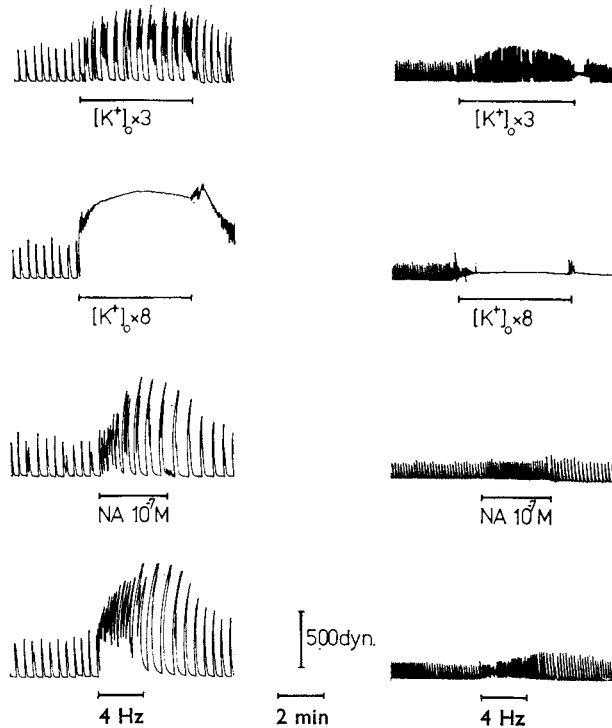 [K⁺]ₒ×3
[K⁺]ₒ×3
[K⁺]ₒ×8
[K⁺]ₒ×8
NA 10⁻⁷M
NA 10⁻⁷M
500dyn.
4 Hz
2 min
4 Hz